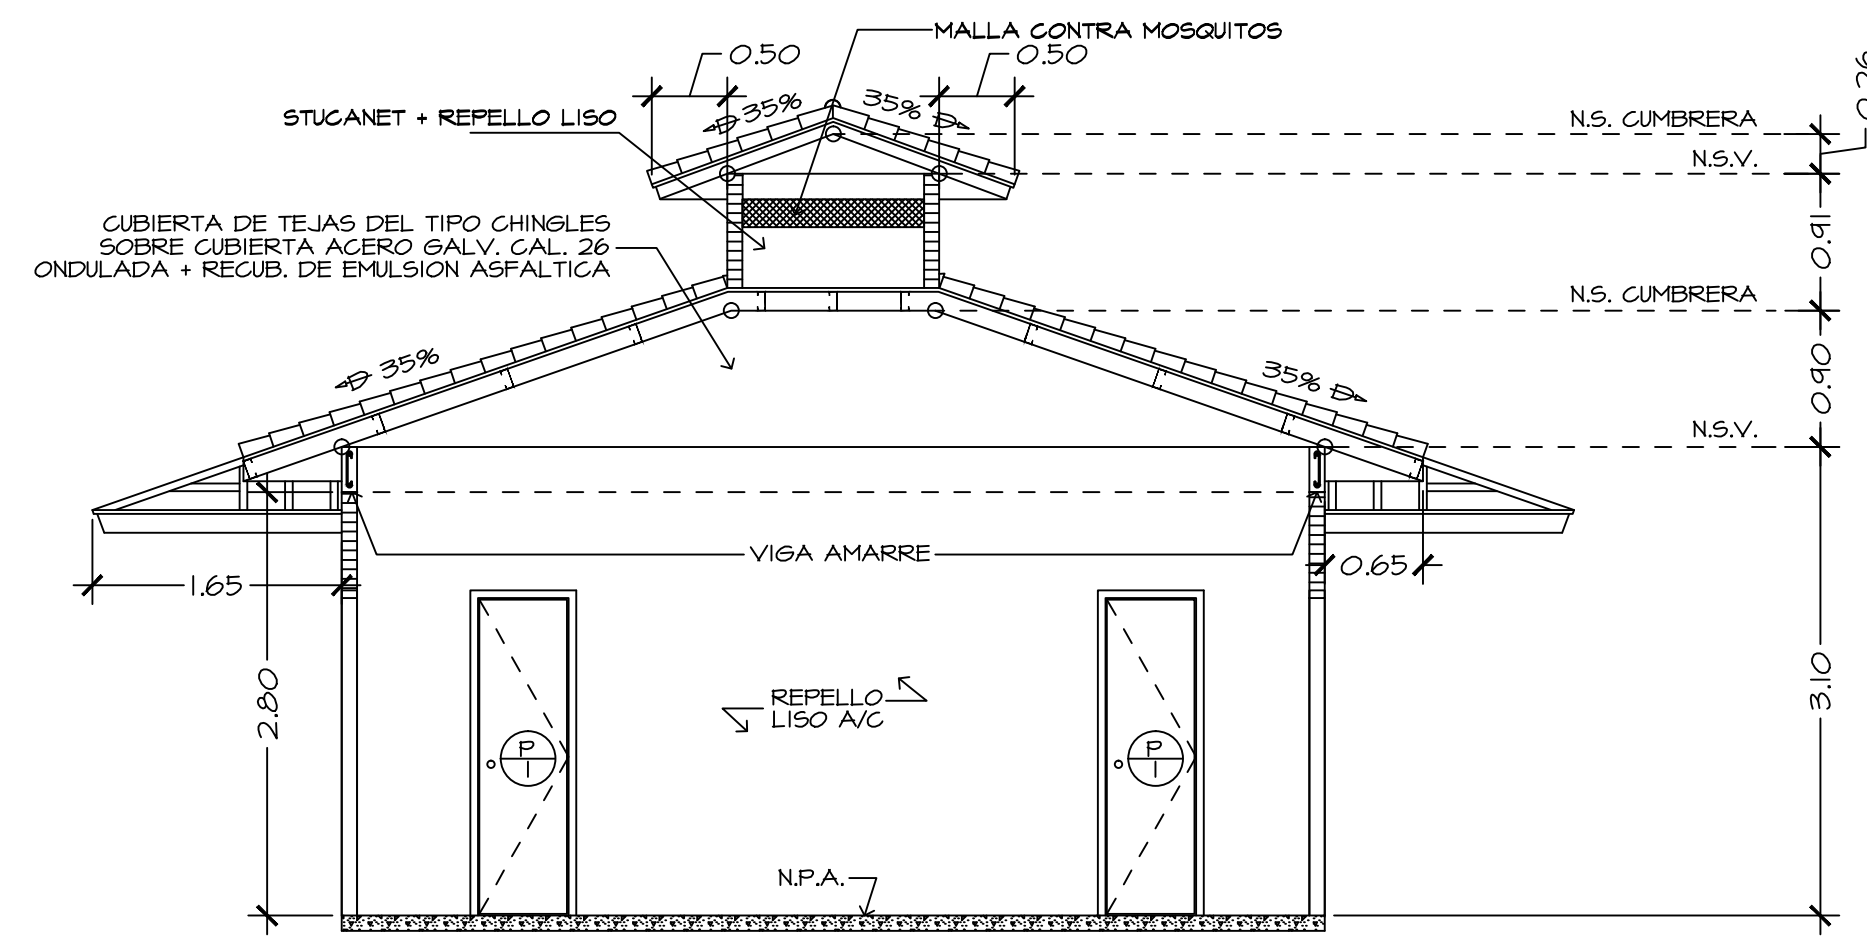 MALLA CONTRA MOSQUITOS
0.50
0.50
0.26
35%
35%
STUCANET + REPELLO LISO
N.S. CUMBRERA
N.S.V.
CUBIERTA DE TEJAS DEL TIPO CHINGLES
SOBRE CUBIERTA ACERO GALV. CAL. 26
ONDULADA + RECUB. DE EMULSION ASFALTICA
0.91
N.S. CUMBRERA
35%
35%
0.90
N.S.V.
VIGA AMARRE
0.65
1.65
2.80
REPELLO
LISO A/C
3.10
P
1
P
1
N.P.A.